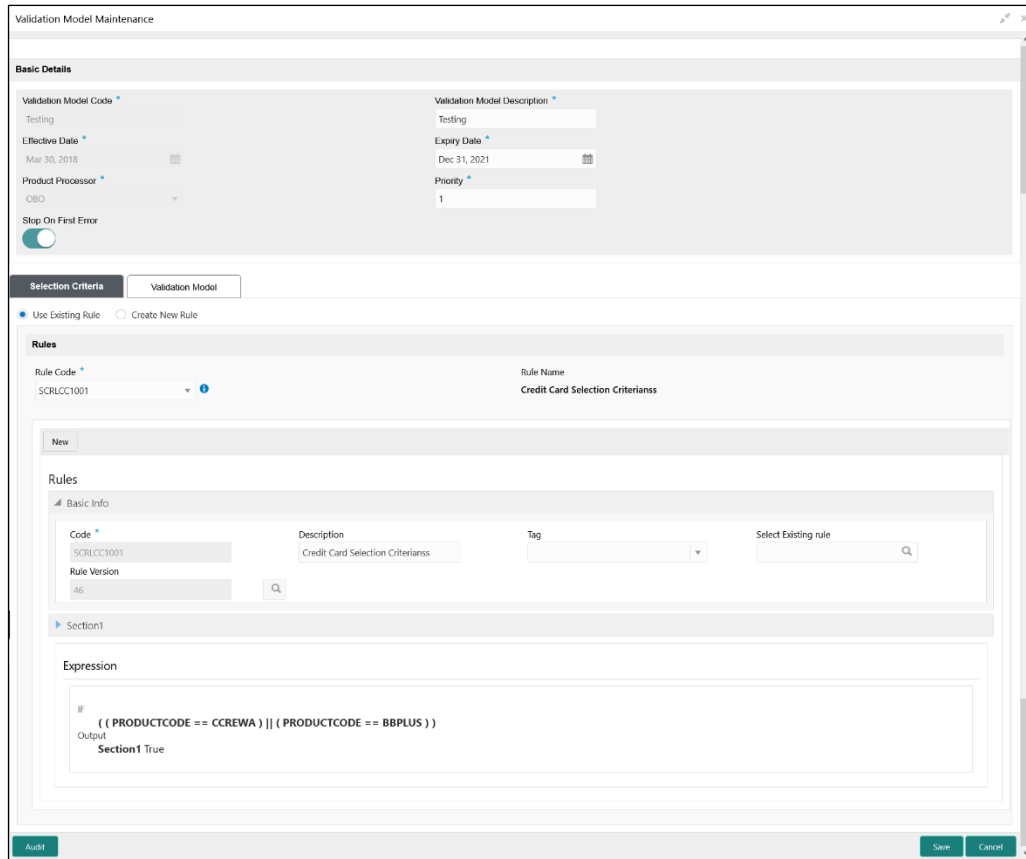 Validation Model Maintenance
Basic Details
Validation Model Code *
Validation Model Description *
Testing
Testing
Effective Date *
Expiry Date *
Mar 30, 2018
Dec 31, 2021
Product Processor *
Priority *
OBO
1
Stop On First Error
Selection Criteria
Validation Model
Use Existing Rule
Create New Rule
Rules
Rule Code *
Rule Name
SCRLCC1001
Credit Card Selection Criterianss
New
Rules
Basic Info
Code *
Description
Tag
Select Existing rule
SCRLCC1001
Credit Card Selection Criterianss
Rule Version
46
Section1
Expression
IF
( ( PRODUCTCODE == CCREWA ) || ( PRODUCTCODE == BBPLUS ) )
Output
Section1 True
Audit
Save
Cancel